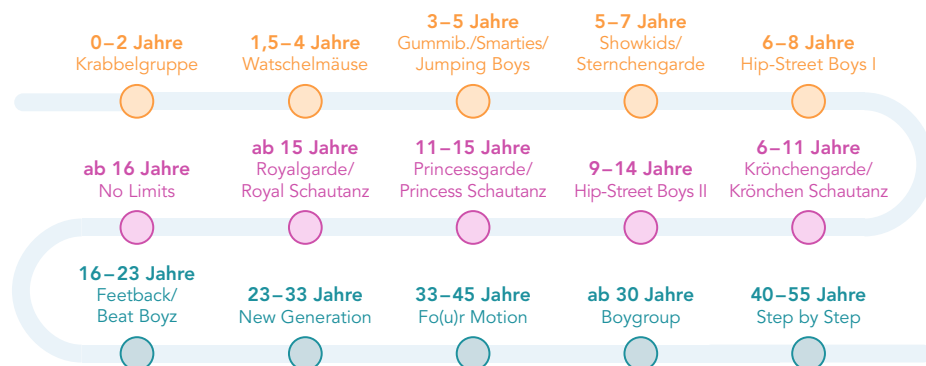 0–2 Jahre
Krabbelgruppe
1,5–4 Jahre
Watschelmäuse
3–5 Jahre
Gummib./Smarties/
Jumping Boys
5–7 Jahre
Showkids/
Sternchengarde
6–8 Jahre
Hip-Street Boys I
ab 16 Jahre
No Limits
ab 15 Jahre
Royalgarde/
Royal Schautanz
11–15 Jahre
Princessgarde/
Princess Schautanz
9–14 Jahre
Hip-Street Boys II
6–11 Jahre
Krönchengarde/
Krönchen Schautanz
16–23 Jahre
Feetback/
Beat Boyz
23–33 Jahre
New Generation
33–45 Jahre
Fo(u)r Motion
ab 30 Jahre
Boygroup
40–55 Jahre
Step by Step